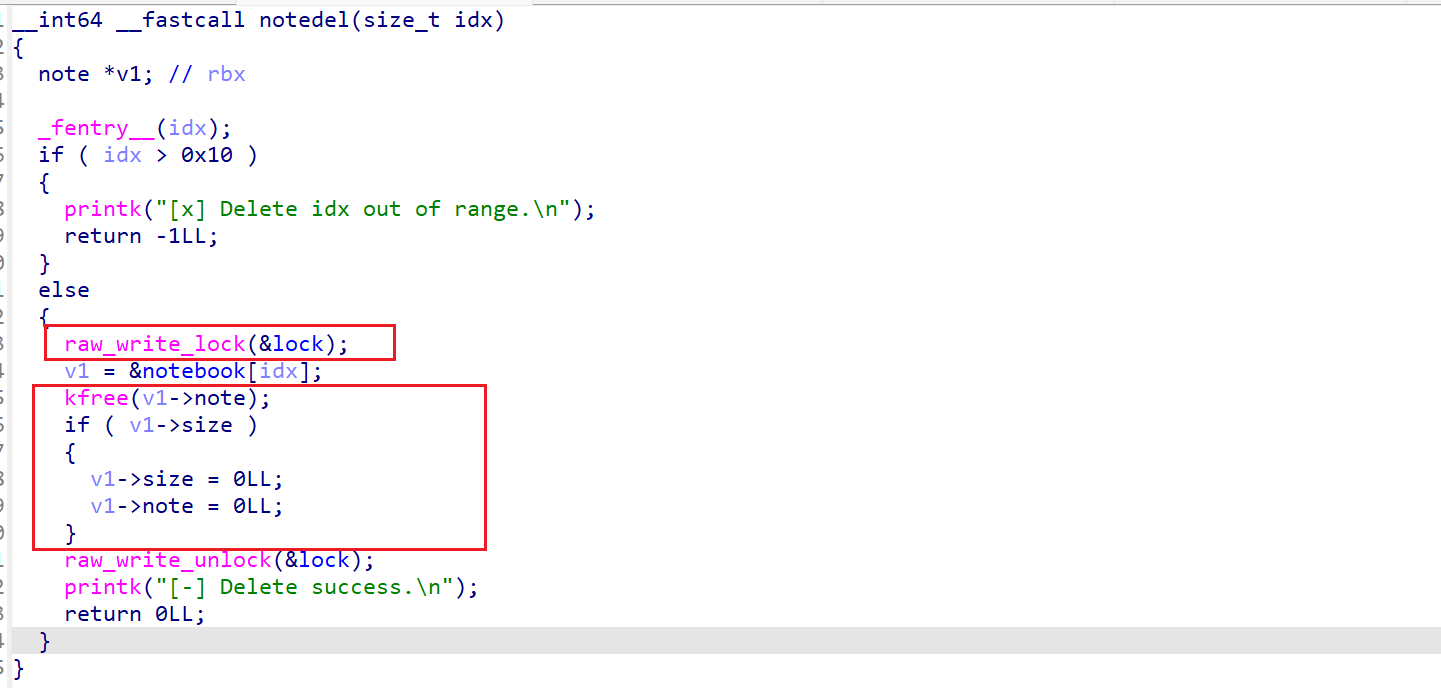 __int64 __fastcall notedel(size_t idx)
{
  note *v1; // rbx

  _fentry__(idx);
  if ( idx > 0x10 )
  {
    printk("[x] Delete idx out of range.\n");
    return -1LL;
  }
  else
  {
    raw_write_lock(&lock);
    v1 = &notebook[idx];
    kfree(v1->note);
    if ( v1->size )
    {
      v1->size = 0LL;
      v1->note = 0LL;
    }
    raw_write_unlock(&lock);
    printk("[-] Delete success.\n");
    return 0LL;
  }
}